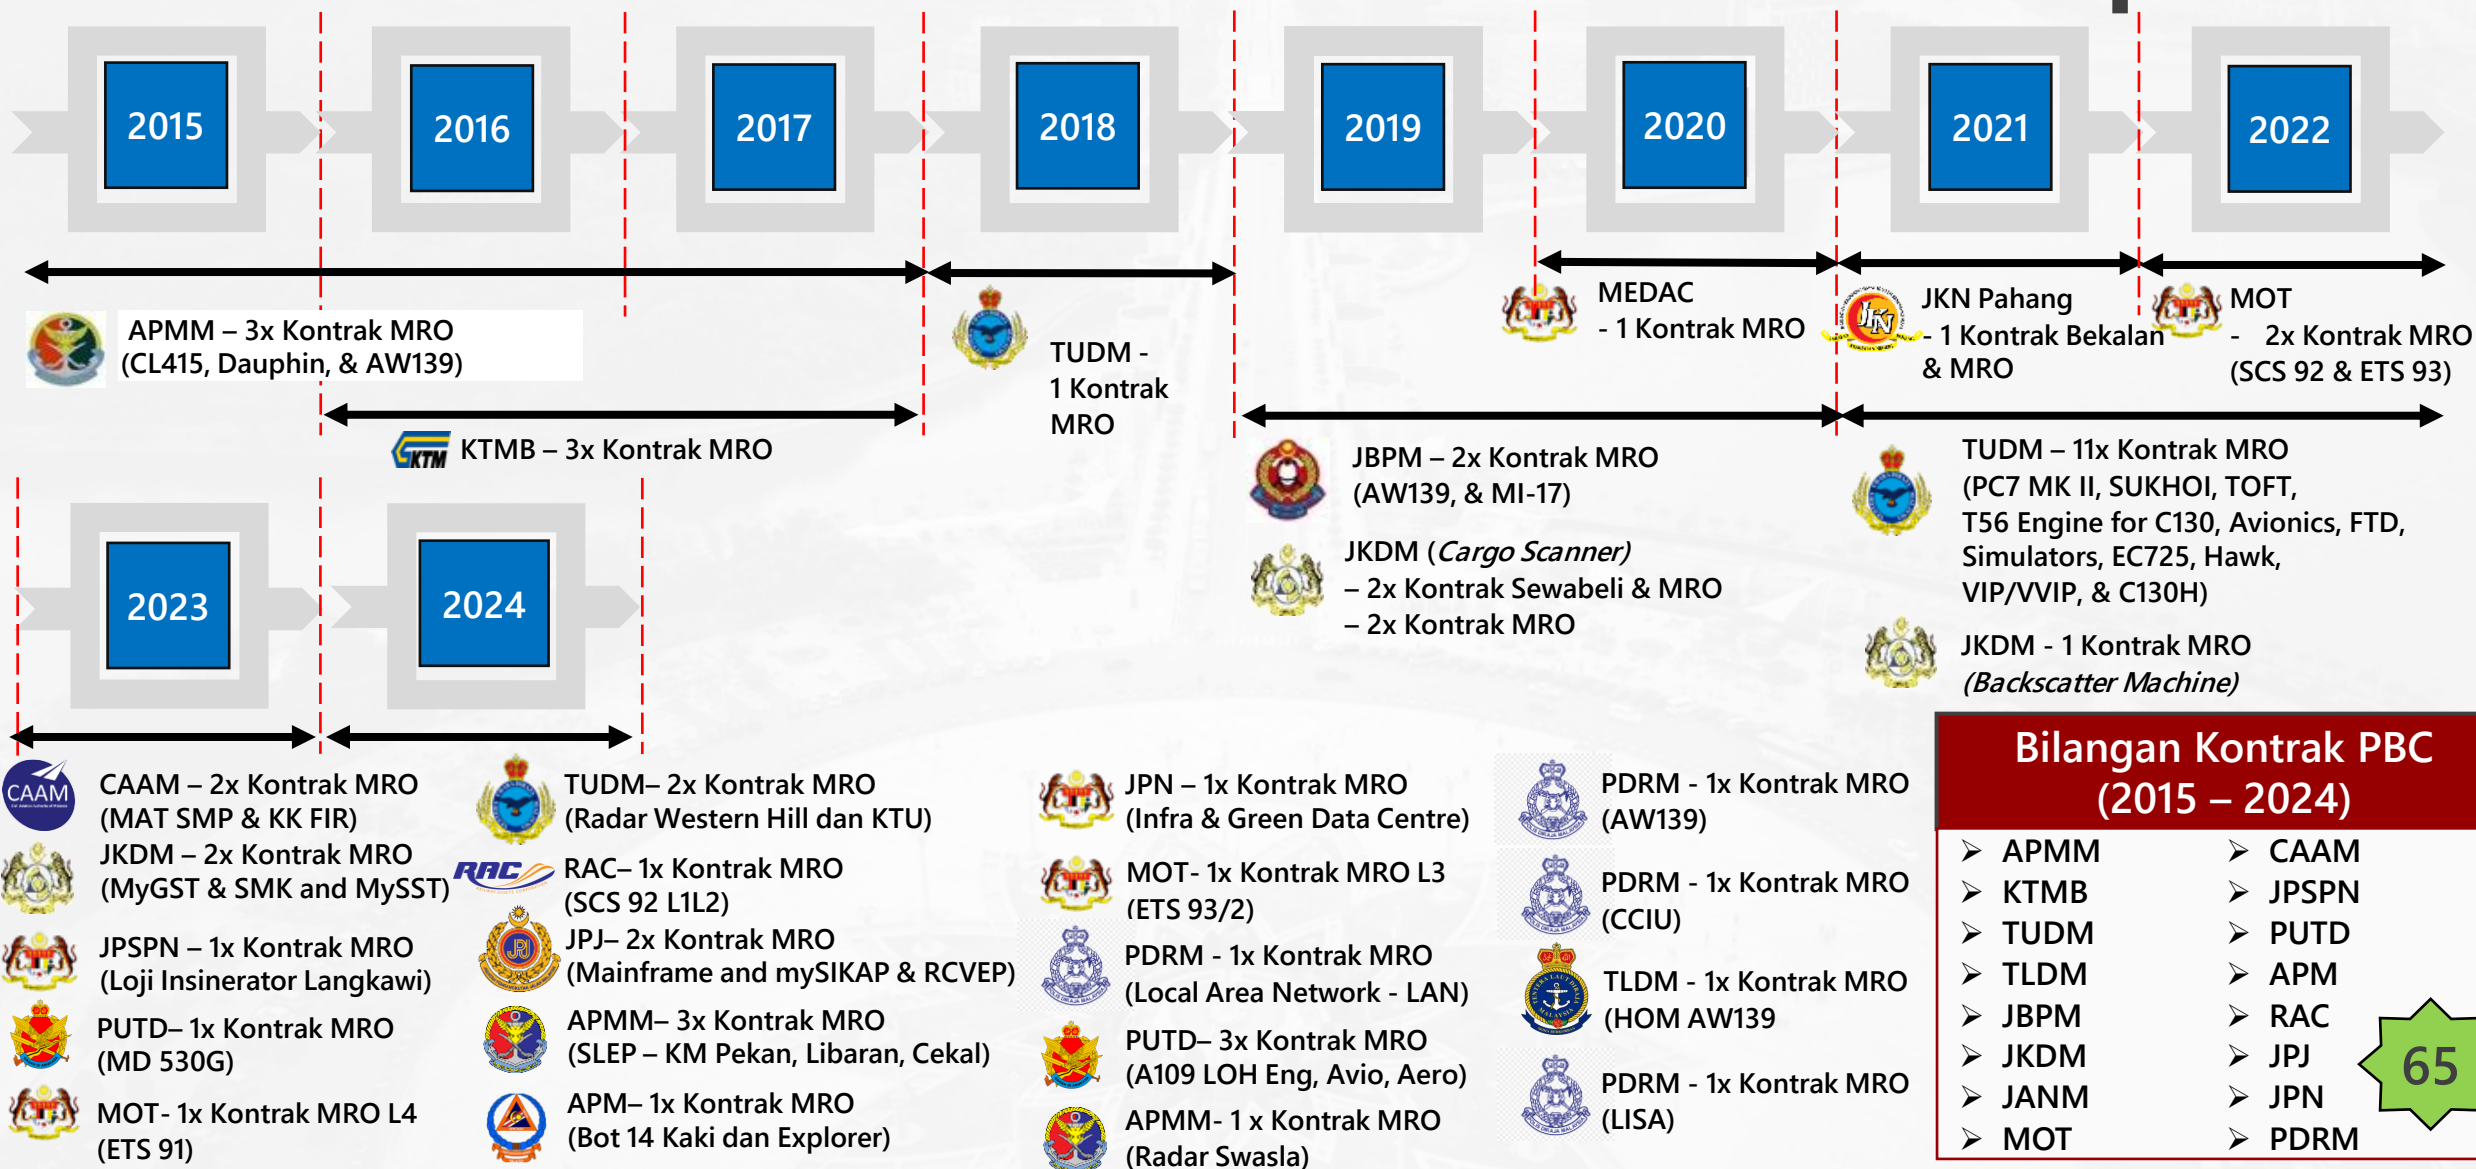 2015
2016
2017
2018
2019
2020
2021
2022
APMM – 3x Kontrak MRO
(CL415, Dauphin, & AW139)
KTM
KTMB – 3x Kontrak MRO
TUDM -
1 Kontrak
MRO
MEDAC
- 1 Kontrak MRO
JKN
JKN Pahang
- 1 Kontrak Bekalan
& MRO
MOT
- 2x Kontrak MRO
(SCS 92 & ETS 93)
JBPM – 2x Kontrak MRO
(AW139, & MI-17)
JKDM (Cargo Scanner)
– 2x Kontrak Sewabeli & MRO
– 2x Kontrak MRO
TUDM – 11x Kontrak MRO
(PC7 MK II, SUKHOI, TOFT,
T56 Engine for C130, Avionics, FTD,
Simulators, EC725, Hawk,
VIP/VVIP, & C130H)
JKDM - 1 Kontrak MRO
(Backscatter Machine)
2023
2024
CAAM
CAAM – 2x Kontrak MRO
(MAT SMP & KK FIR)
JKDM – 2x Kontrak MRO
(MyGST & SMK and MySST)
JPSPN – 1x Kontrak MRO
(Loji Insinerator Langkawi)
PUTD– 1x Kontrak MRO
(MD 530G)
MOT- 1x Kontrak MRO L4
(ETS 91)
TUDM– 2x Kontrak MRO
(Radar Western Hill dan KTU)
RAC
RAC– 1x Kontrak MRO
(SCS 92 L1L2)
JPJ
JPJ– 2x Kontrak MRO
(Mainframe and mySIKAP & RCVEP)
APMM– 3x Kontrak MRO
(SLEP – KM Pekan, Libaran, Cekal)
APM– 1x Kontrak MRO
(Bot 14 Kaki dan Explorer)
JPN – 1x Kontrak MRO
(Infra & Green Data Centre)
MOT- 1x Kontrak MRO L3
(ETS 93/2)
PDRM - 1x Kontrak MRO
(Local Area Network - LAN)
PUTD– 3x Kontrak MRO
(A109 LOH Eng, Avio, Aero)
APMM- 1 x Kontrak MRO
(Radar Swasla)
PDRM - 1x Kontrak MRO
(AW139)
PDRM - 1x Kontrak MRO
(CCIU)
TLDM - 1x Kontrak MRO
(HOM AW139
PDRM - 1x Kontrak MRO
(LISA)
Bilangan Kontrak PBC
(2015 – 2024)
➢ APMM
➢ KTMB
➢ TUDM
➢ TLDM
➢ JBPM
➢ JKDM
➢ JANM
➢ MOT
➢ CAAM
➢ JPSPN
➢ PUTD
➢ APM
➢ RAC
➢ JPJ
➢ JPN
➢ PDRM
65